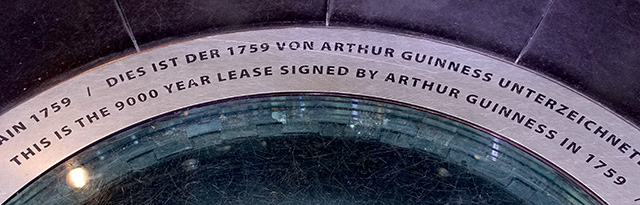 AIN 1759 / DIES IST DER 1759 VON ARTHUR GUINNESS UNTERZEICHNETE
THIS IS THE 9000 YEAR LEASE SIGNED BY ARTHUR GUINNESS IN 1759